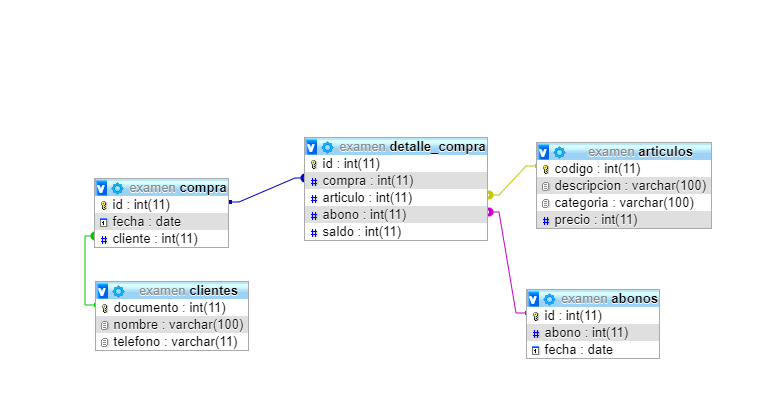 examen detalle_compra
id : int(11)
compra : int(11)
articulo : int(11)
abono : int(11)
saldo : int(11)
examen articulos
codigo : int(11)
descripcion : varchar(100)
categoria : varchar(100)
precio : int(11)
examen compra
id : int(11)
fecha : date
cliente : int(11)
examen clientes
documento : int(11)
nombre : varchar(100)
telefono : varchar(11)
examen abonos
id : int(11)
abono : int(11)
fecha : date